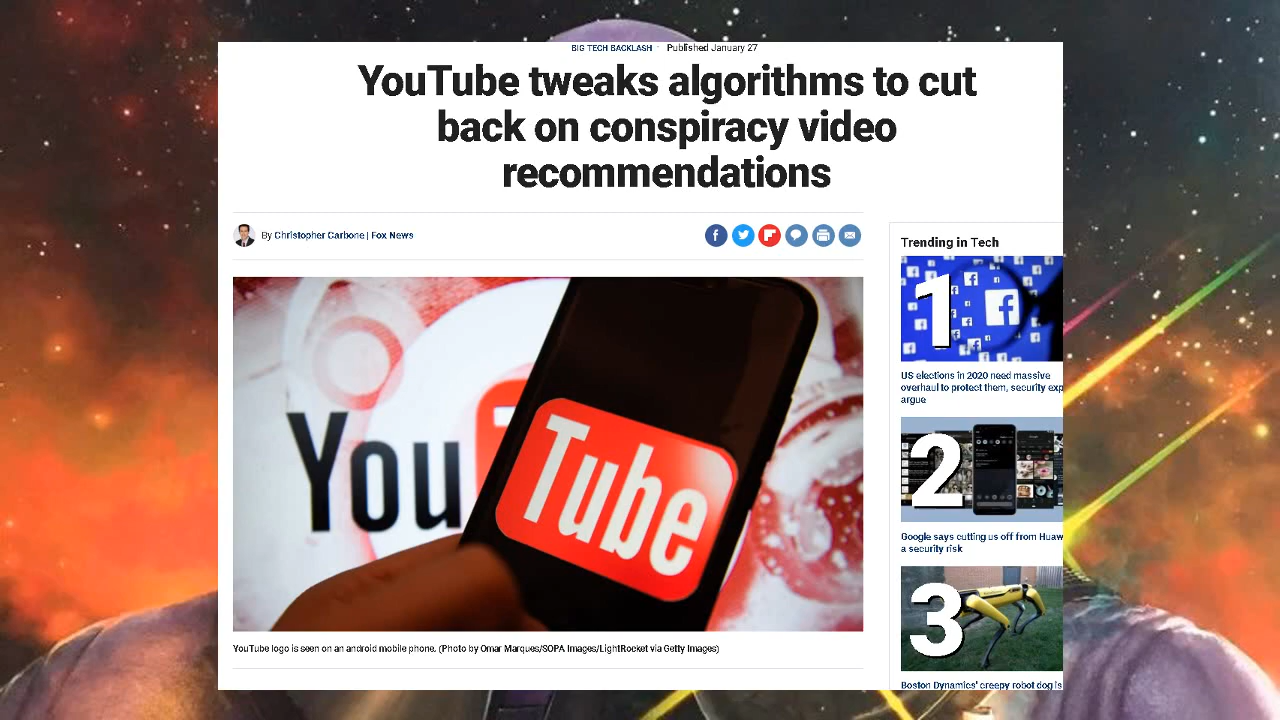 BIG TECH BACKLASH · Published January 27
YouTube tweaks algorithms to cut
back on conspiracy video
recommendations
By Christopher Carbone | Fox News
Trending in Tech
You
Tube
1
US elections in 2020 need massive
overhaul to protect them, security exp
argue
2
Google says cutting us off from Huaw
a security risk
3
YouTube logo is seen on an android mobile phone. (Photo by Omar Marques/SOPA Images/LightRocket via Getty Images)
Boston Dynamics' creepy robot dog is